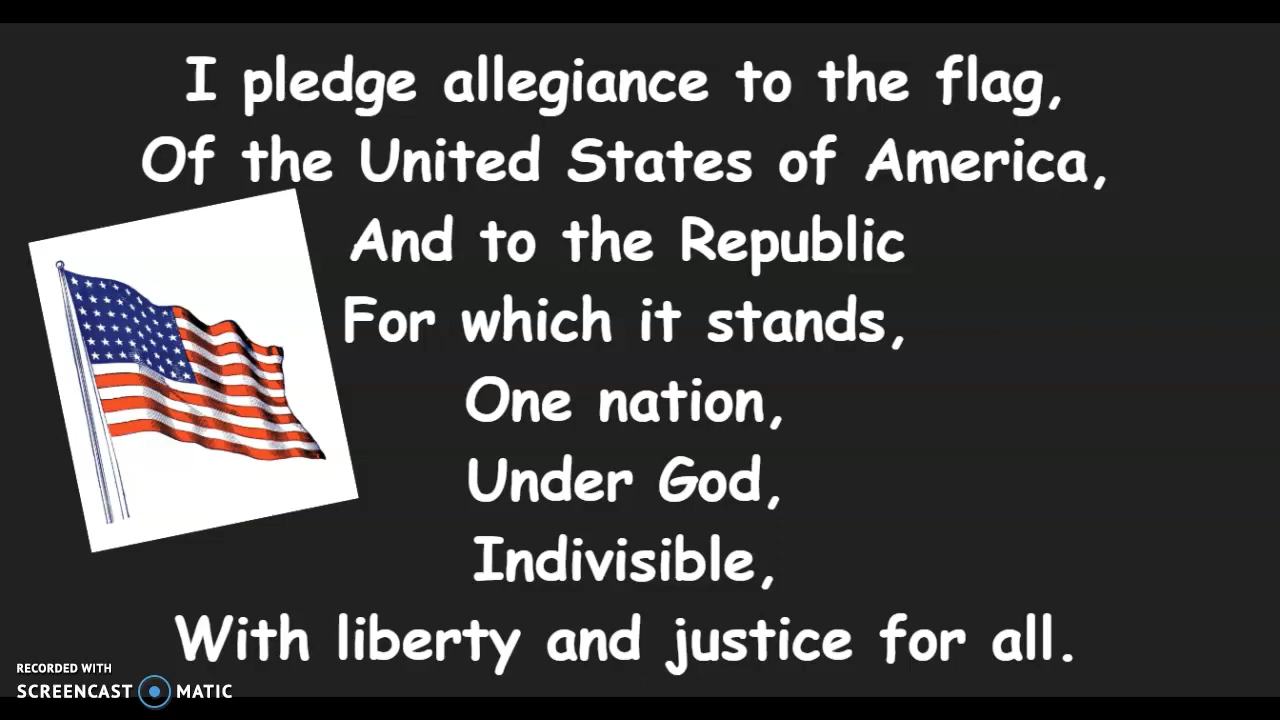 I pledge allegiance to the flag,
Of the United States of America,
And to the Republic
For which it stands,
One nation,
Under God,
Indivisible,
With liberty and justice for all.
RECORDED WITH
SCREENCAST MATIC